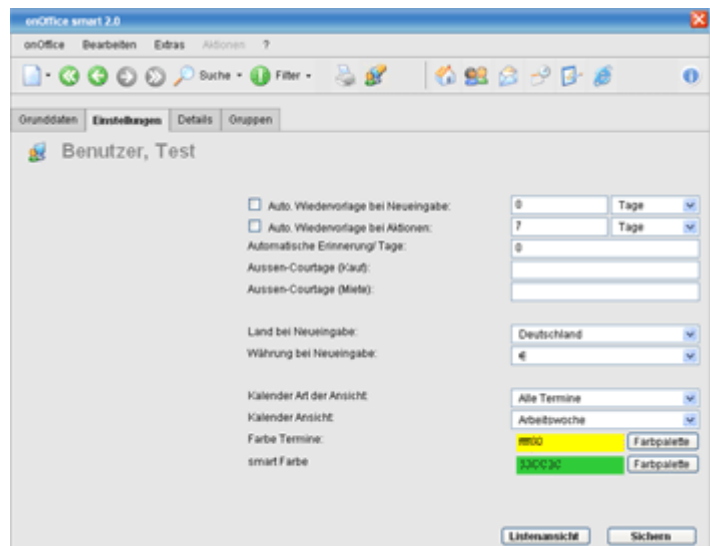 onOffice smart 2.0
onOffice Bearbeiten Extras Aktionen ?
Suche Filter
Grunddaten Einstellungen Details Gruppen
Benutzer, Test
Auto. Wiedervorlage bei Neueingabe: 0 Tage
Auto. Wiedervorlage bei Aktionen: 7 Tage
Automatische Erinnerung/ Tage: 0
Aussen-Courtage (Kauf):
Aussen-Courtage (Miete):
Land bei Neueingabe: Deutschland
Währung bei Neueingabe: €
Kalender Art der Ansicht: Alle Termine
Kalender Ansicht: Arbeitswoche
Farbe Termine: Farbpalette
smart Farbe Farbpalette
Listenansicht Sichern